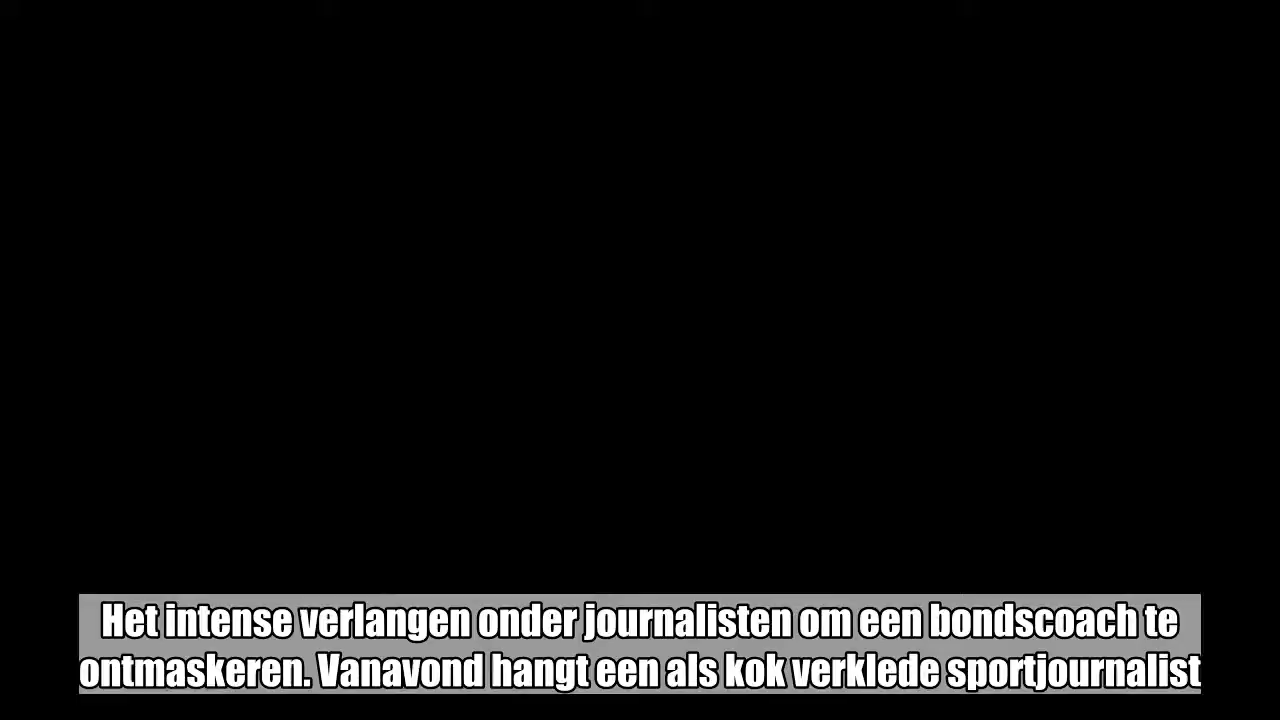 Het intense verlangen onder journalisten om een bondscoach te
ontmaskeren. Vanavond hangt een als kok verklede sportjournalist